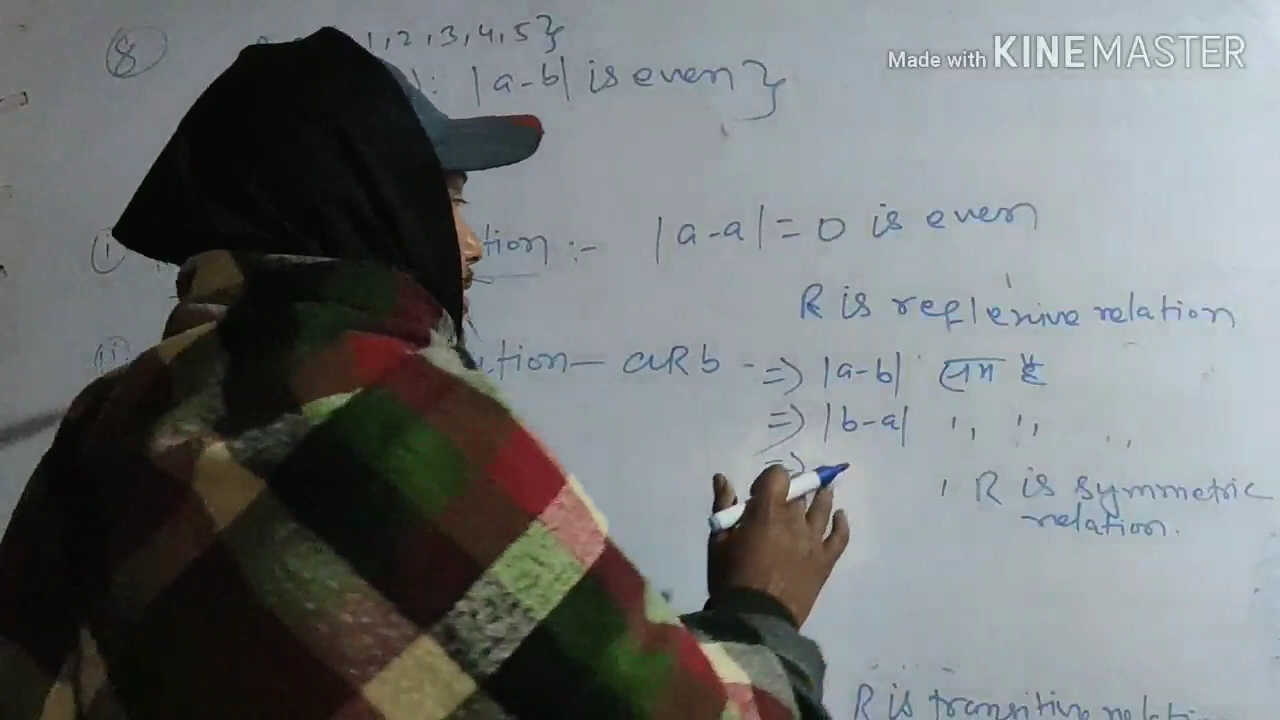 ⑧ 1, 2, 3, 4, 5}
: |a-b| is even}
Made with KINEMASTER
(i) tion :- |a-a| = 0 is even
R is reflexive relation
(ii) tion — aRb => |a-b| सम है
=> |b-a| " "
=>
R is symmetric
relation.
R is transitive relati